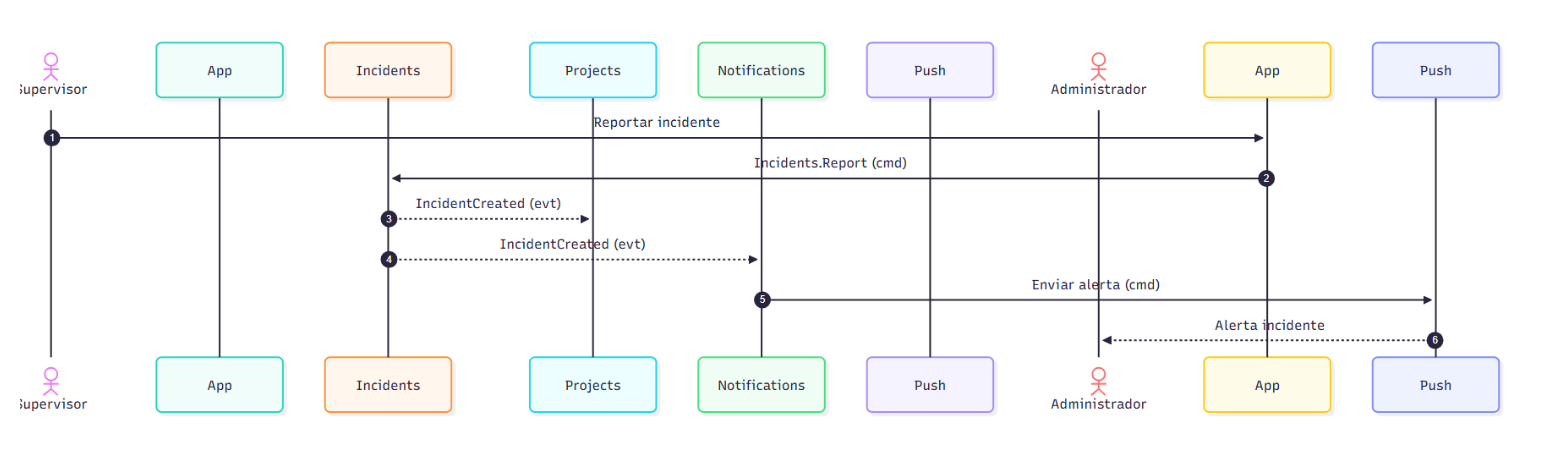 Supervisor
App
Incidents
Projects
Notifications
Push
Administrador
App
Push
Reportar incidente
1
Incidents.Report (cmd)
2
IncidentCreated (evt)
3
IncidentCreated (evt)
4
Enviar alerta (cmd)
5
Alerta incidente
6
Supervisor
App
Incidents
Projects
Notifications
Push
Administrador
App
Push